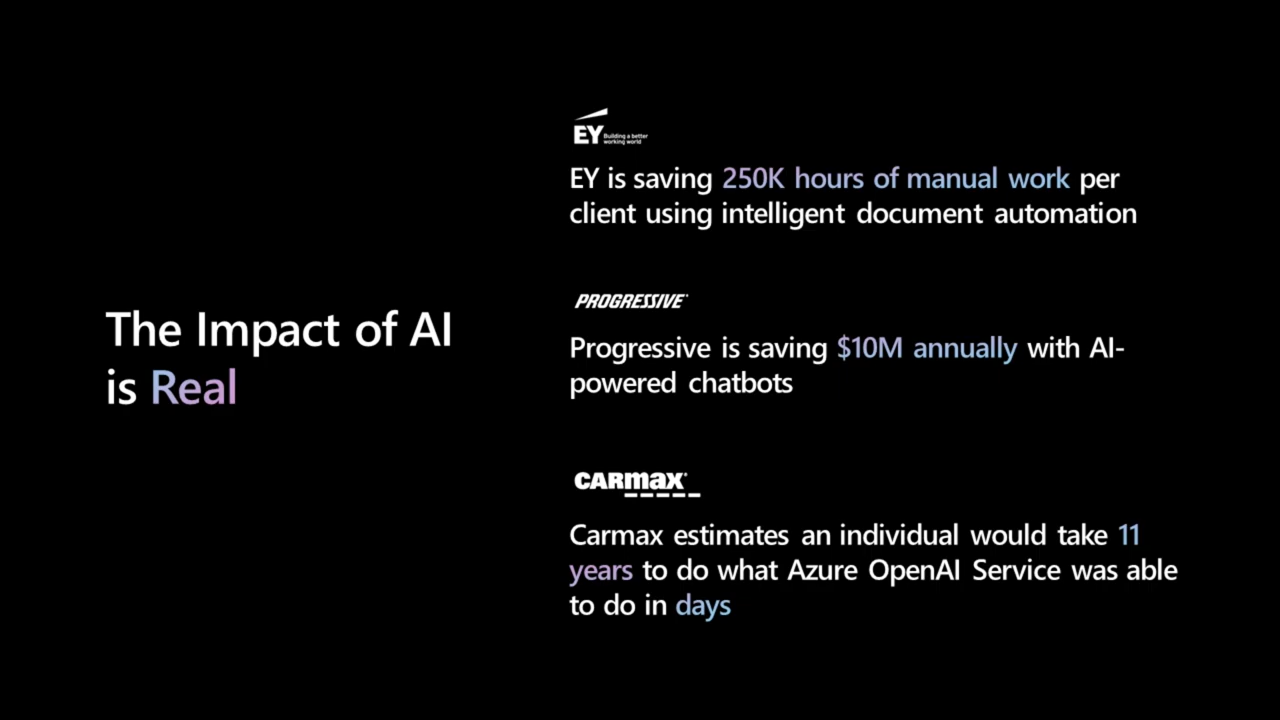 The Impact of AI
is Real
EY
Building a better
working world
EY is saving 250K hours of manual work per
client using intelligent document automation
PROGRESSIVE
Progressive is saving $10M annually with AI-
powered chatbots
CARMAX
Carmax estimates an individual would take 11
years to do what Azure OpenAI Service was able
to do in days